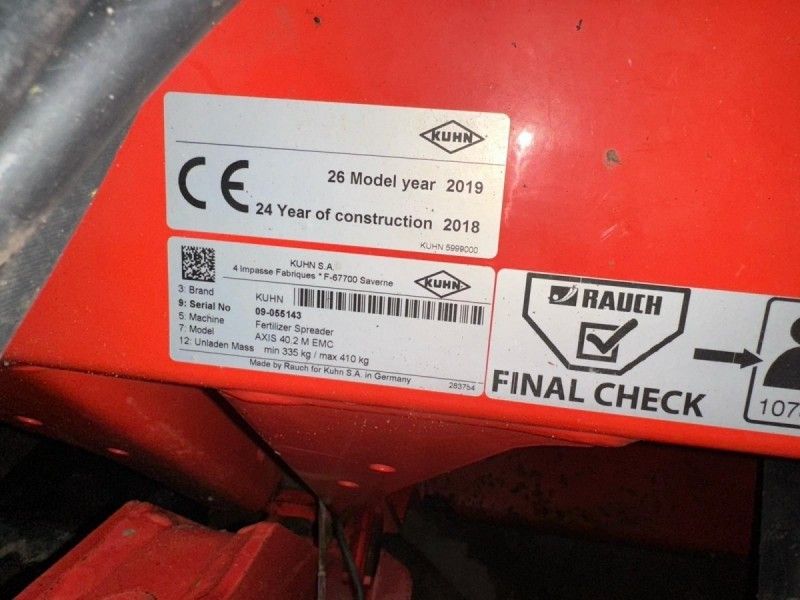 KUHN
CE
26 Model year 2019
24 Year of construction 2018
KUHN 5999000
KUHN S.A.
4 Impasse Fabriques * F-67700 Saverne
KUHN
3: Brand KUHN
9: Serial No 09-055143
5: Machine Fertilizer Spreader
7: Model AXIS 40.2 M EMC
12: Unladen Mass min 335 kg / max 410 kg
Made by Rauch for Kuhn S.A. in Germany
283754
RAUCH
FINAL CHECK